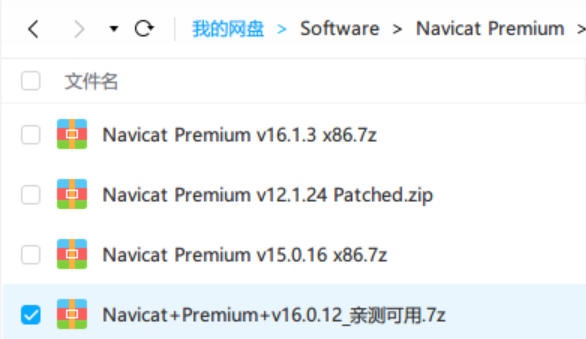 我的网盘 > Software > Navicat Premium >
文件名
Navicat Premium v16.1.3 x86.7z
Navicat Premium v12.1.24 Patched.zip
Navicat Premium v15.0.16 x86.7z
Navicat+Premium+v16.0.12_亲测可用.7z